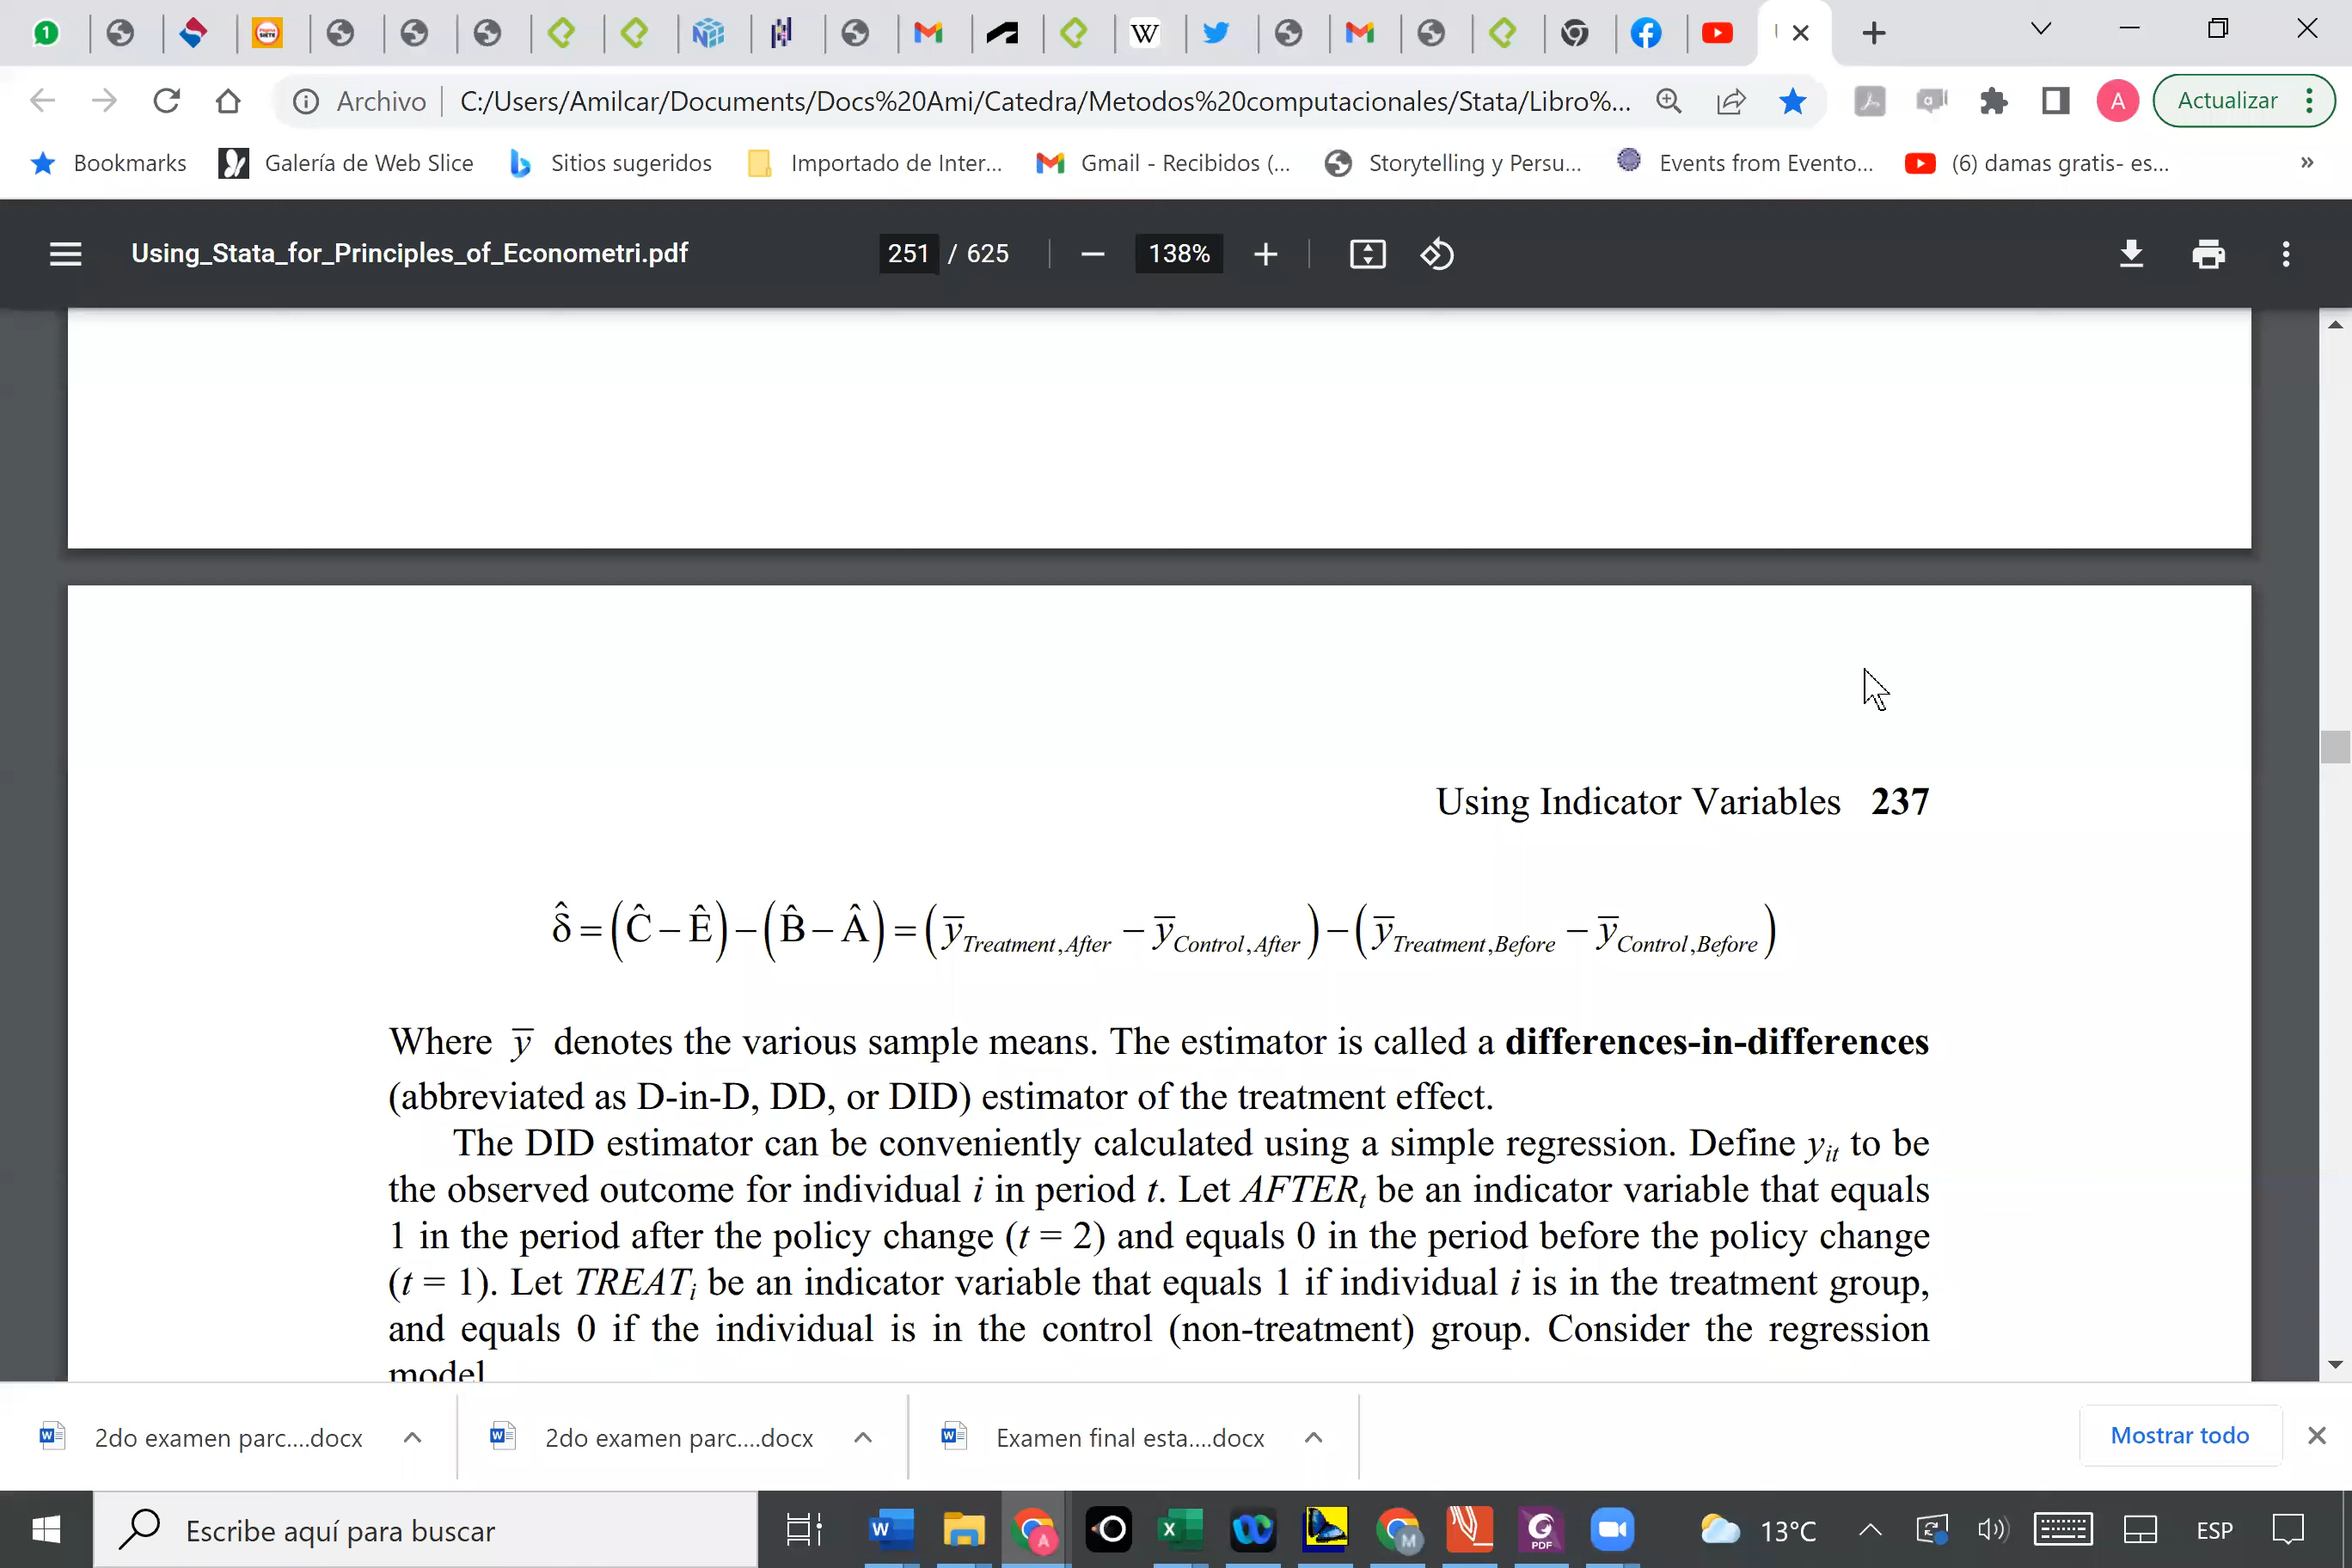 1
W
Archivo
C:/Users/Amilcar/Documents/Docs%20Ami/Catedra/Metodos%20computacionales/Stata/Libro%...
A
Actualizar
Bookmarks
Galería de Web Slice
Sitios sugeridos
Importado de Inter...
Gmail - Recibidos (...
Storytelling y Persu...
Events from Evento...
(6) damas gratis- es...
»
Using_Stata_for_Principles_of_Econometri.pdf
251 / 625
138%
Using Indicator Variables 237
δ̂ = (Ĉ − Ê) − (B̂ − Â) = (ȳ_Treatment,After − ȳ_Control,After) − (ȳ_Treatment,Before − ȳ_Control,Before)
Where ȳ denotes the various sample means. The estimator is called a differences-in-differences
(abbreviated as D-in-D, DD, or DID) estimator of the treatment effect.
The DID estimator can be conveniently calculated using a simple regression. Define y_it to be
the observed outcome for individual i in period t. Let AFTER_t be an indicator variable that equals
1 in the period after the policy change (t = 2) and equals 0 in the period before the policy change
(t = 1). Let TREAT_i be an indicator variable that equals 1 if individual i is in the treatment group,
and equals 0 if the individual is in the control (non-treatment) group. Consider the regression
model
2do examen parc....docx
2do examen parc....docx
Examen final esta....docx
Mostrar todo
Escribe aquí para buscar
13°C
ESP